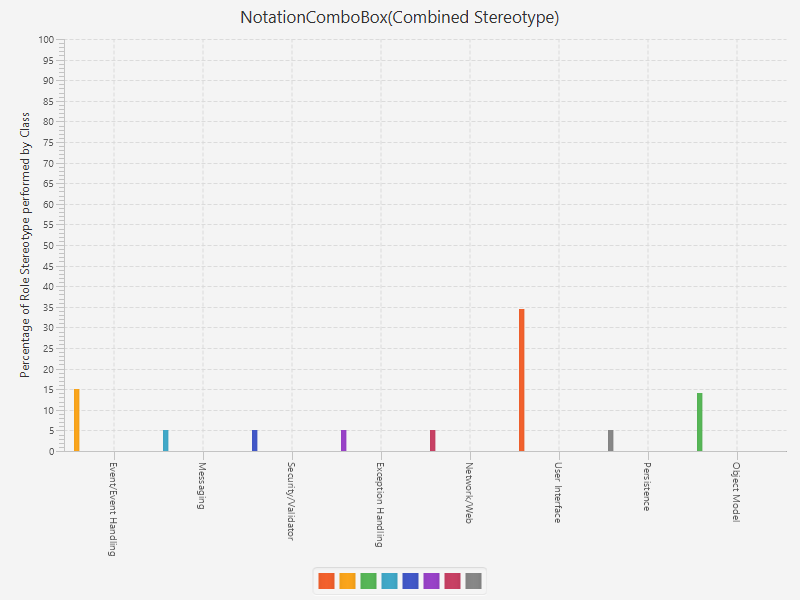 NotationComboBox(Combined Stereotype)
Percentage of Role Stereotype performed by Class
100
95
90
85
80
75
70
65
60
55
50
45
40
35
30
25
20
15
10
5
0
Event/Event Handling
Messaging
Security/Validator
Exception Handling
Network/Web
User Interface
Persistence
Object Model